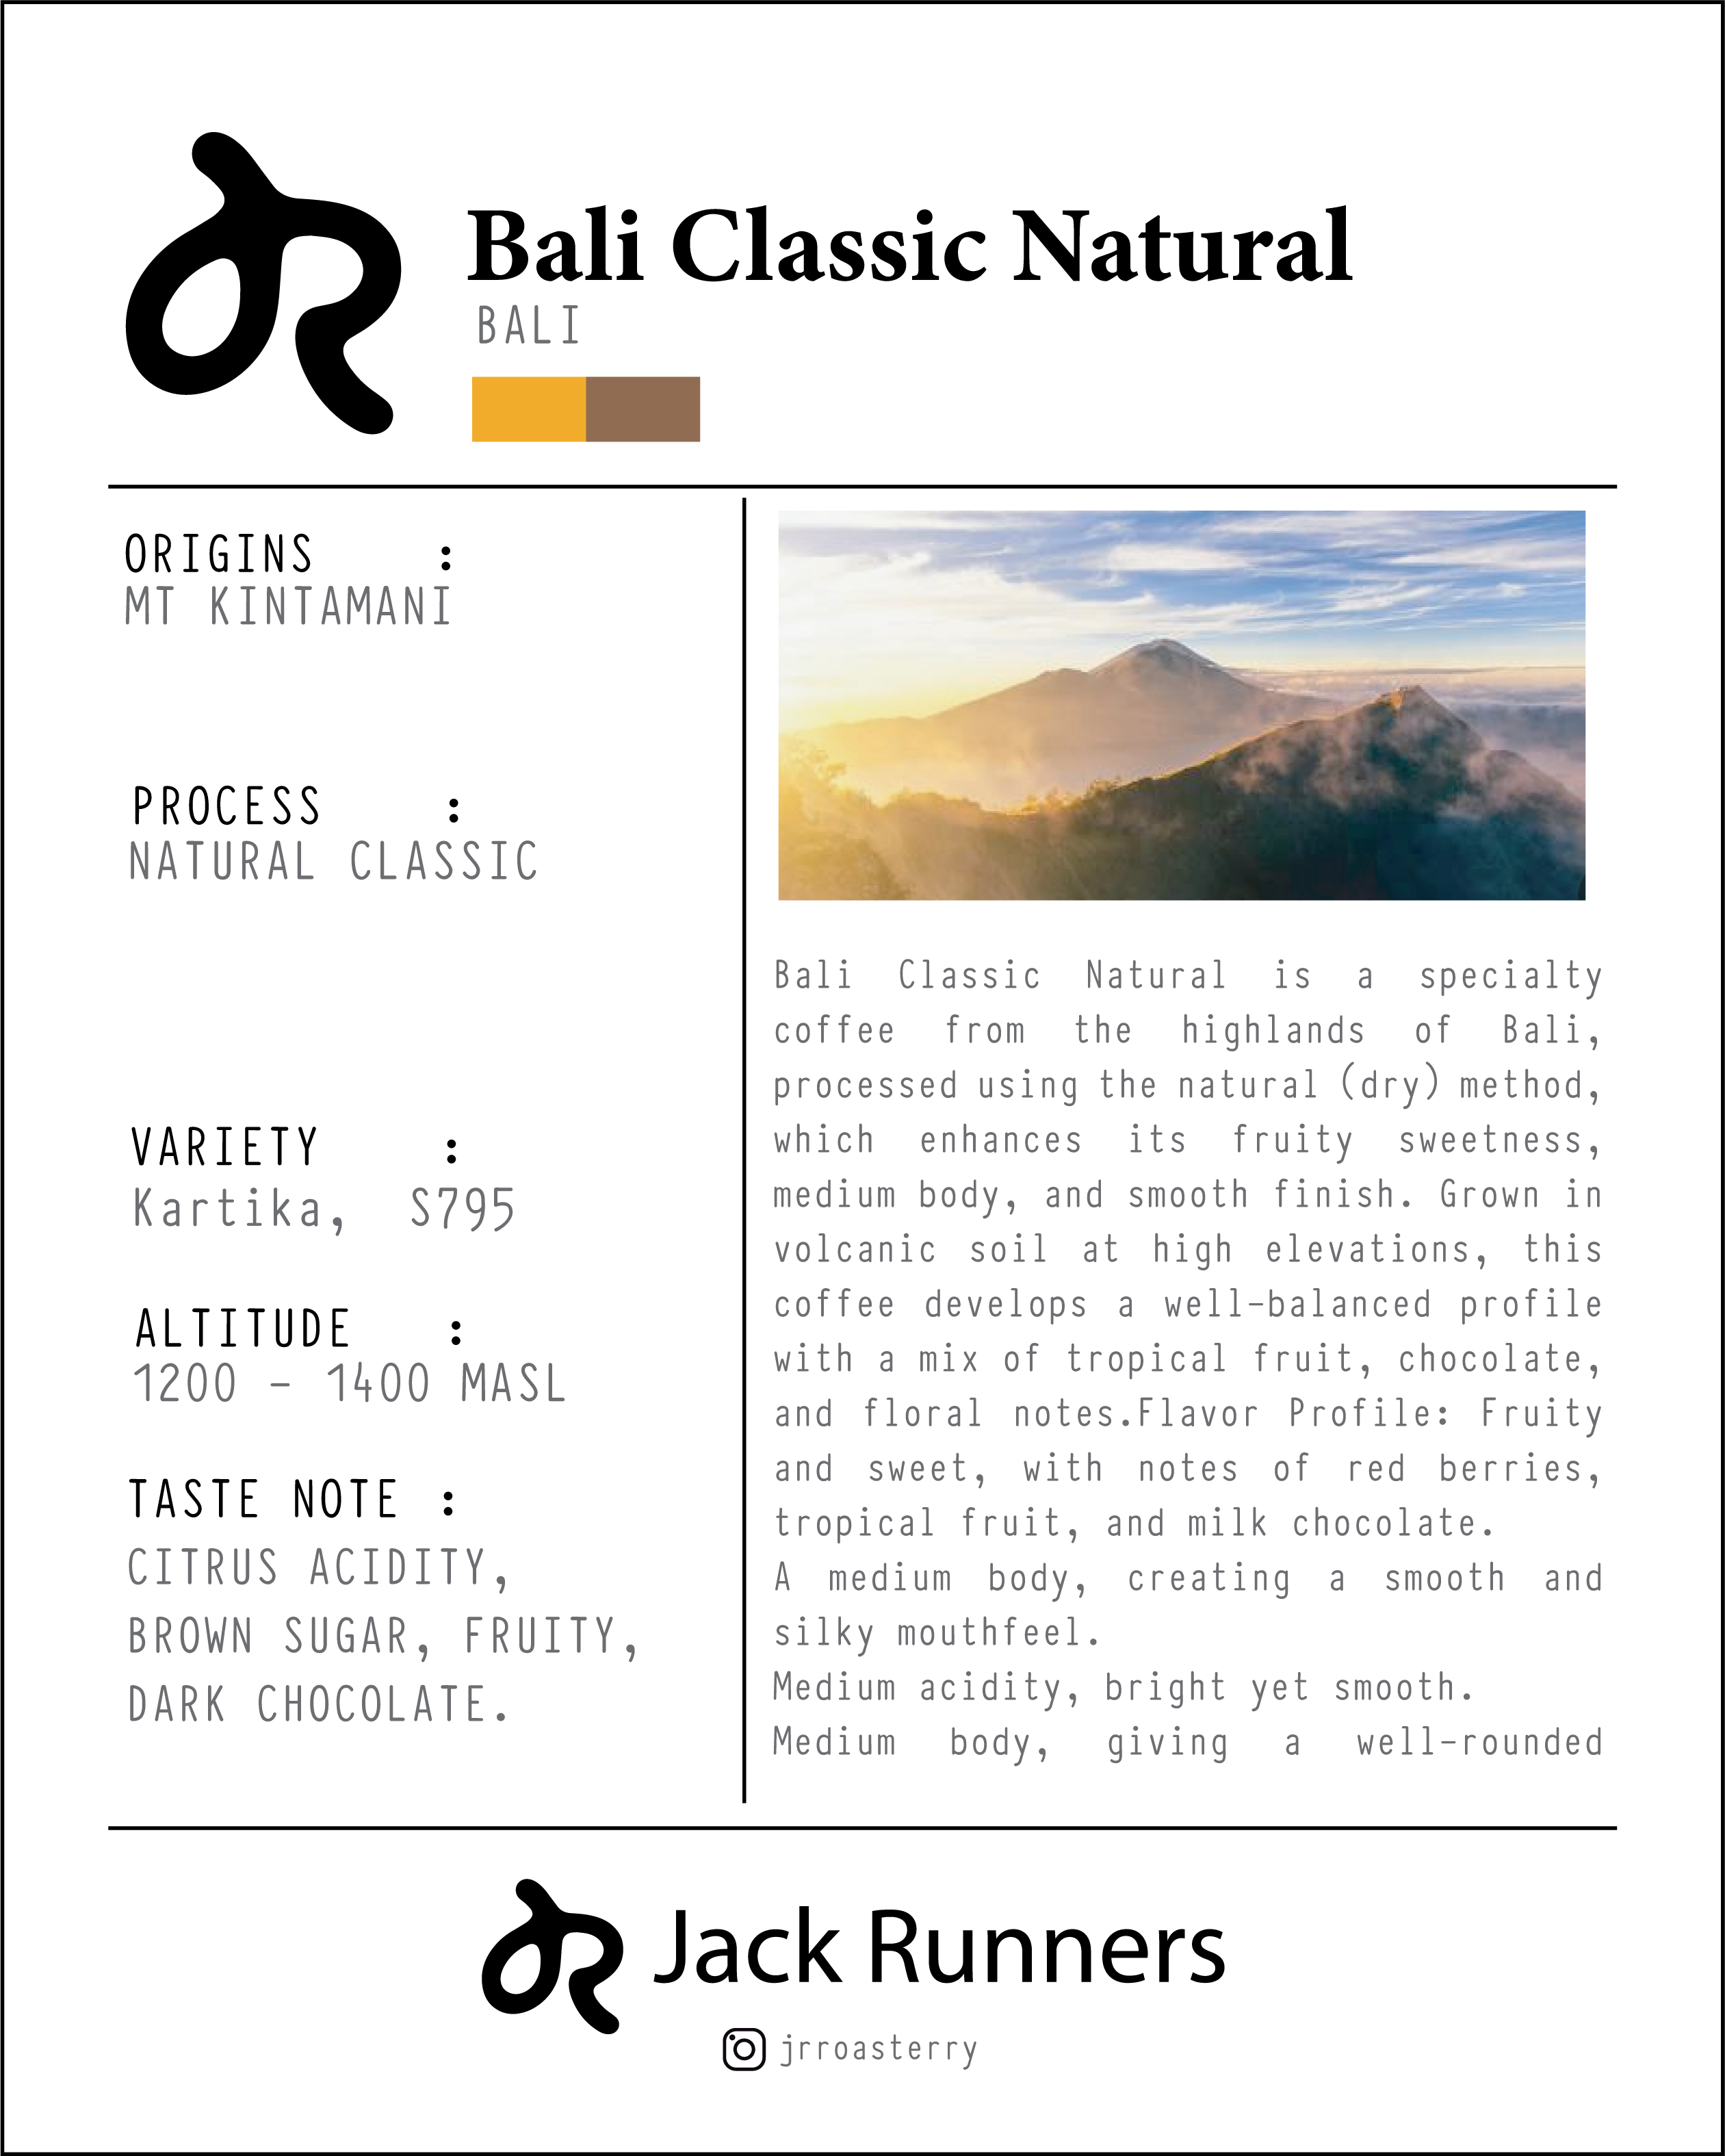 Bali Classic Natural
BALI
ORIGINS :
MT KINTAMANI
PROCESS :
NATURAL CLASSIC
VARIETY :
Kartika, S795
ALTITUDE :
1200 - 1400 MASL
TASTE NOTE :
CITRUS ACIDITY,
BROWN SUGAR, FRUITY,
DARK CHOCOLATE.
Bali Classic Natural is a specialty
coffee from the highlands of Bali,
processed using the natural (dry) method,
which enhances its fruity sweetness,
medium body, and smooth finish. Grown in
volcanic soil at high elevations, this
coffee develops a well-balanced profile
with a mix of tropical fruit, chocolate,
and floral notes.Flavor Profile: Fruity
and sweet, with notes of red berries,
tropical fruit, and milk chocolate.
A medium body, creating a smooth and
silky mouthfeel.
Medium acidity, bright yet smooth.
Medium body, giving a well-rounded
Jack Runners
jrroasterry